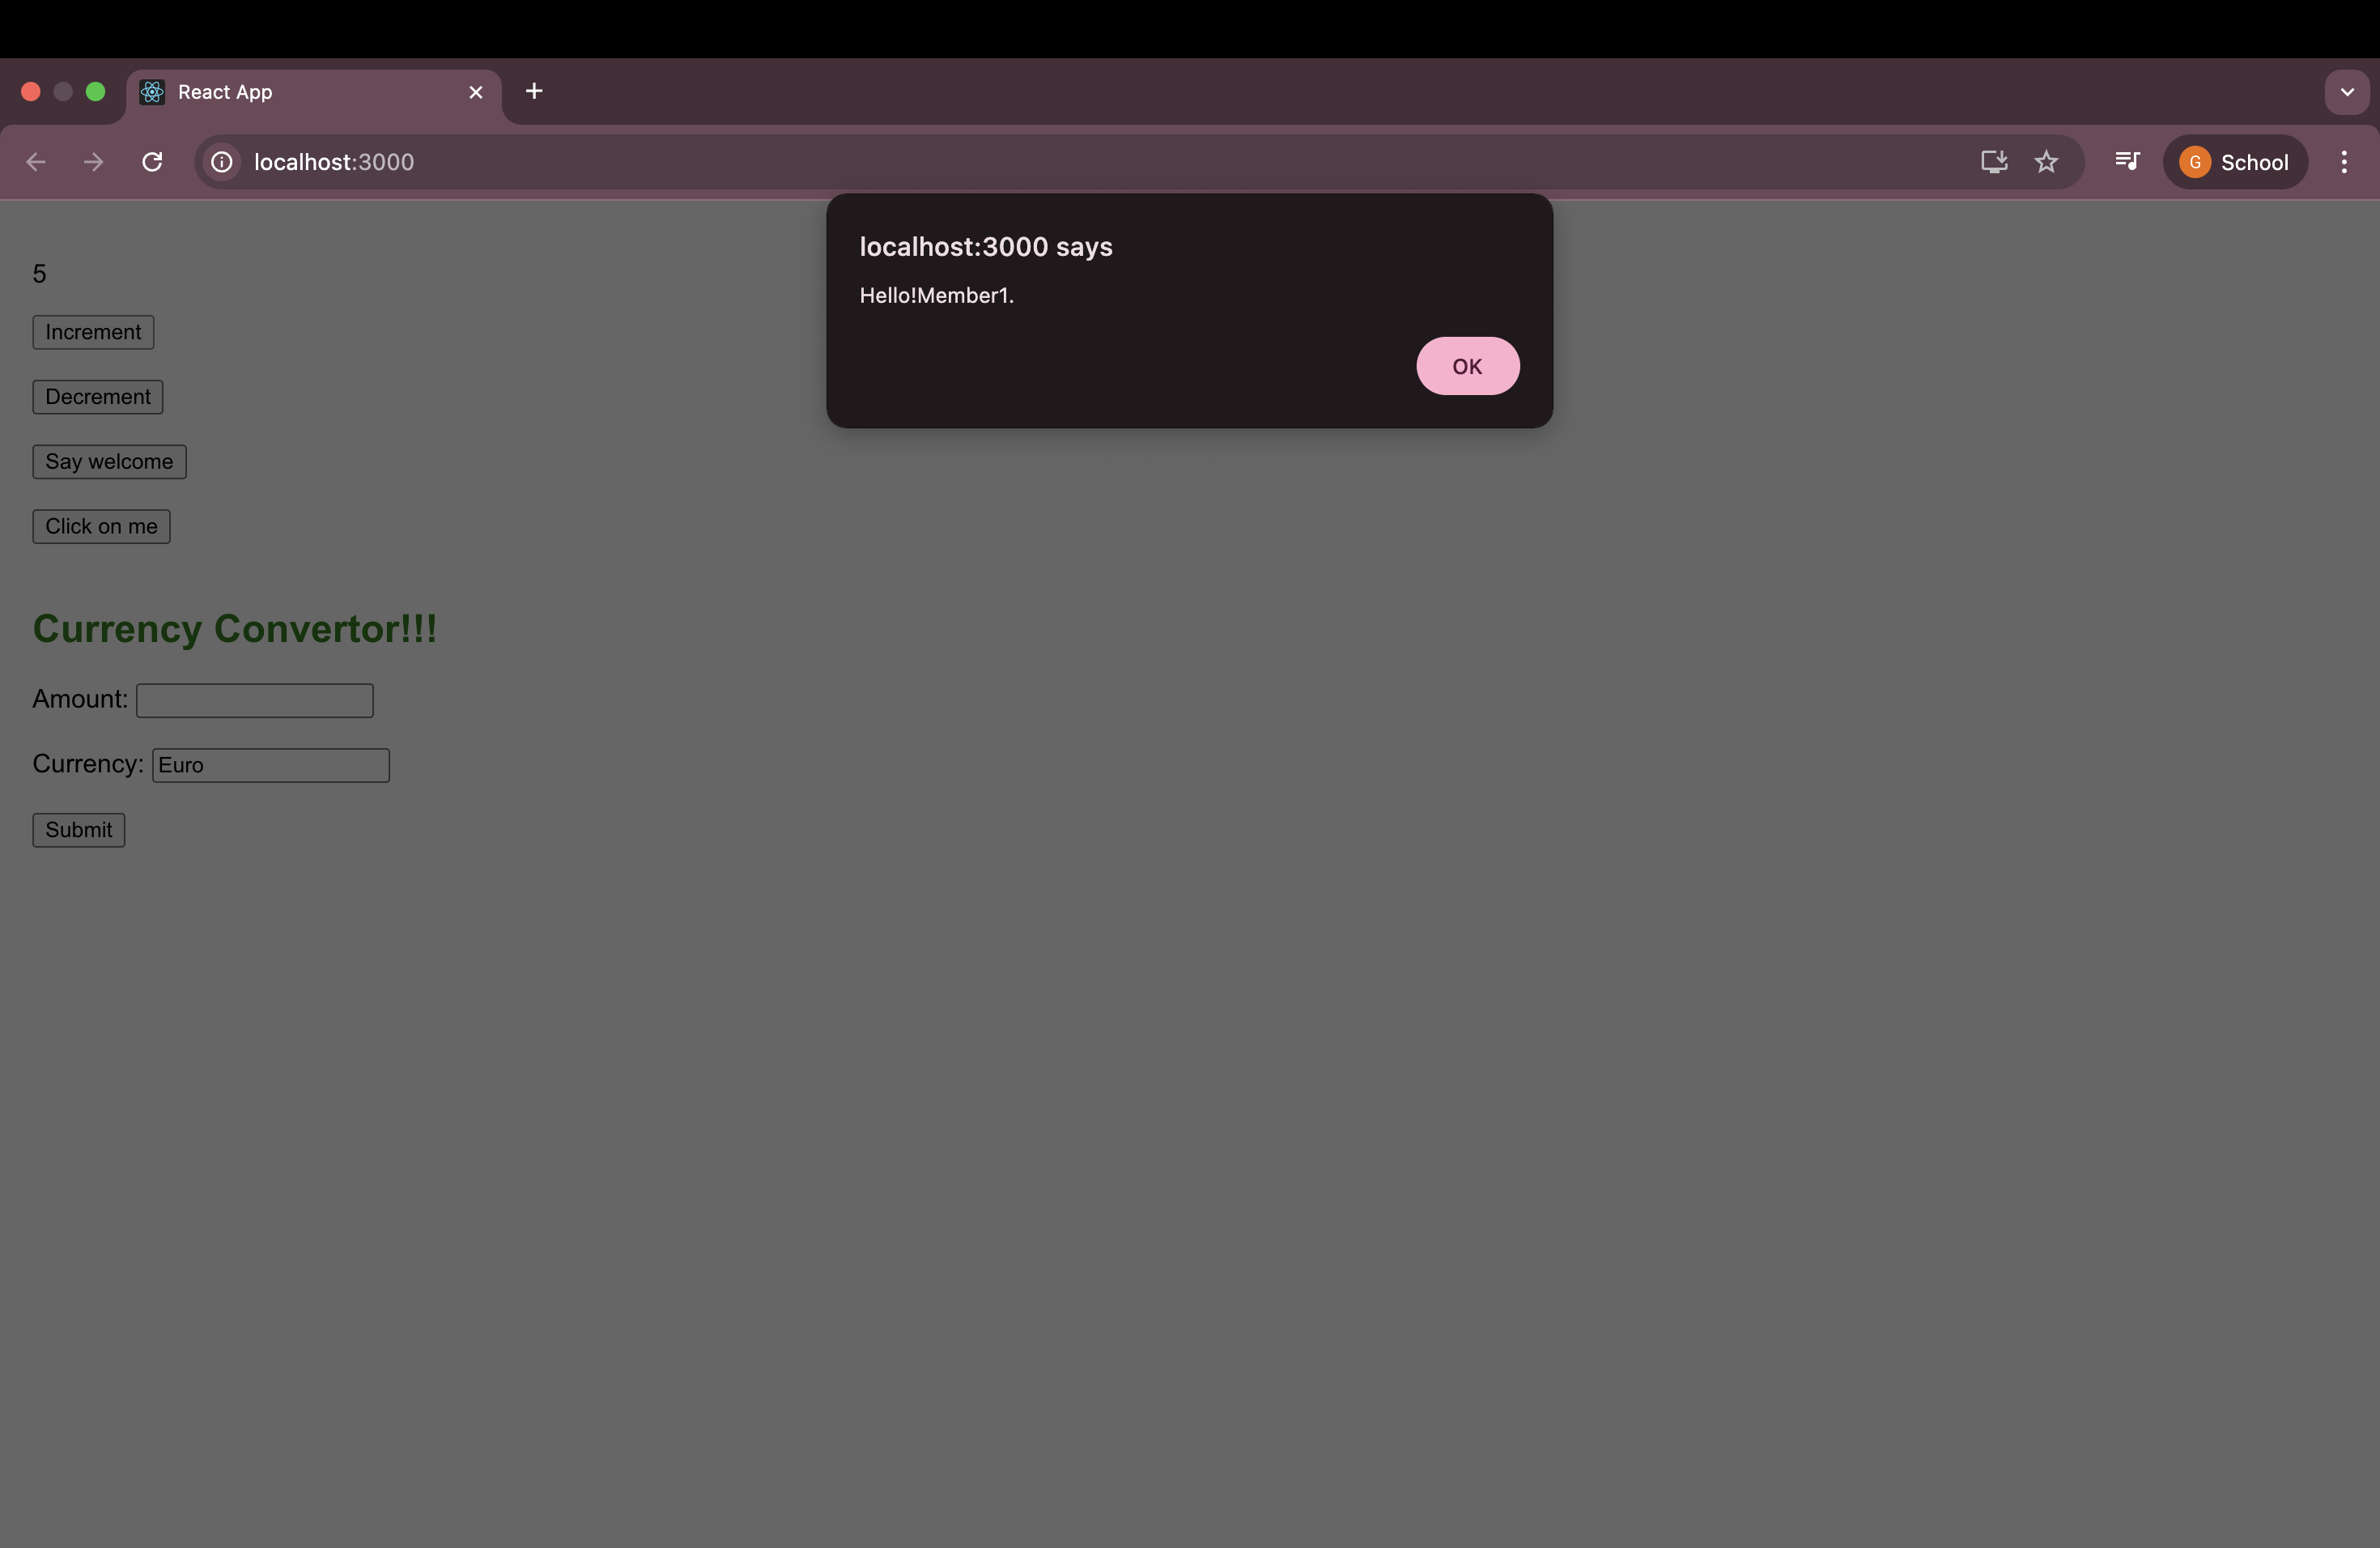 React App
localhost:3000
G School
localhost:3000 says
Hello!Member1.
OK
5
Increment
Decrement
Say welcome
Click on me
Currency Convertor!!!
Amount:
Currency: Euro
Submit